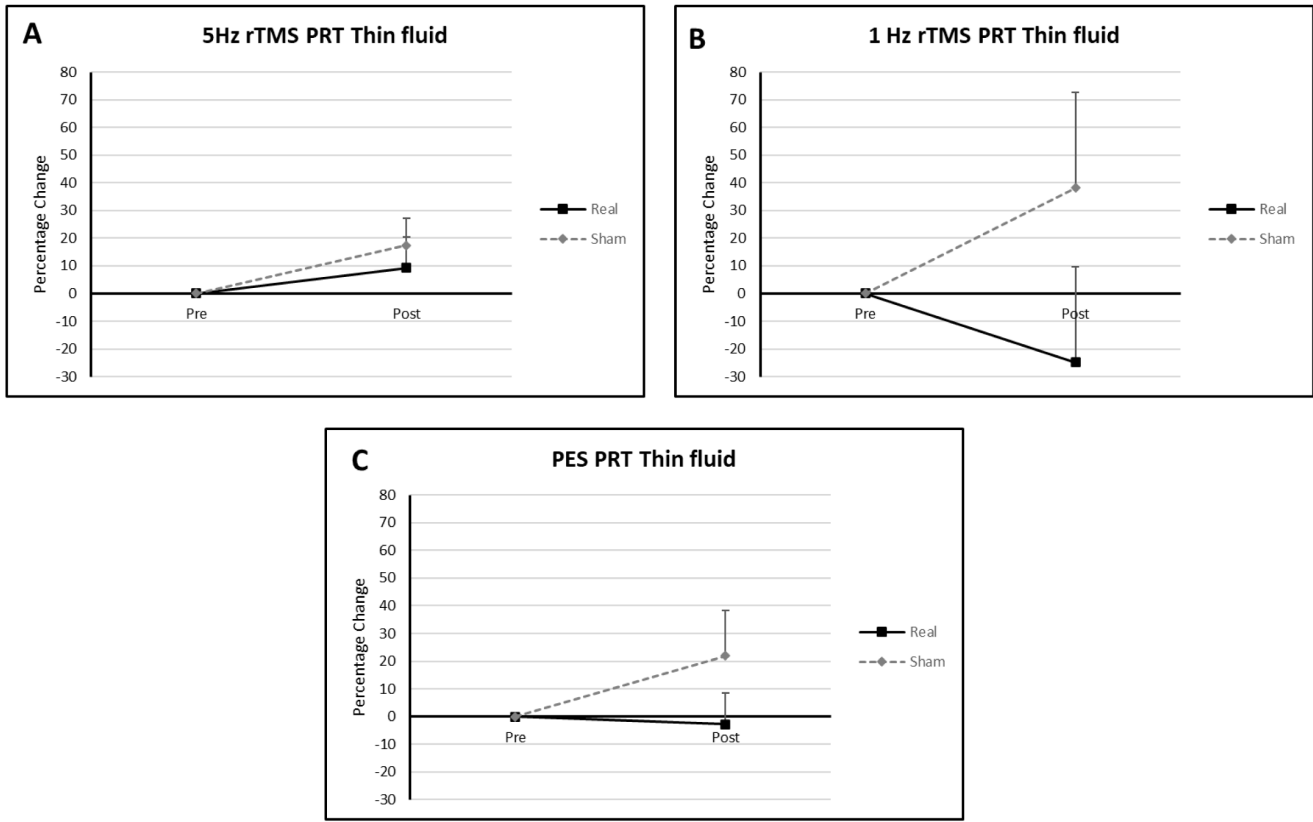 A
5Hz rTMS PRT Thin fluid
80
70
60
50
40
30
20
10
0
-10
-20
-30
Percentage Change
Pre
Post
Real
Sham
B
1 Hz rTMS PRT Thin fluid
80
70
60
50
40
30
20
10
0
-10
-20
-30
Percentage Change
Pre
Post
Real
Sham
C
PES PRT Thin fluid
80
70
60
50
40
30
20
10
0
-10
-20
-30
Percentage Change
Pre
Post
Real
Sham